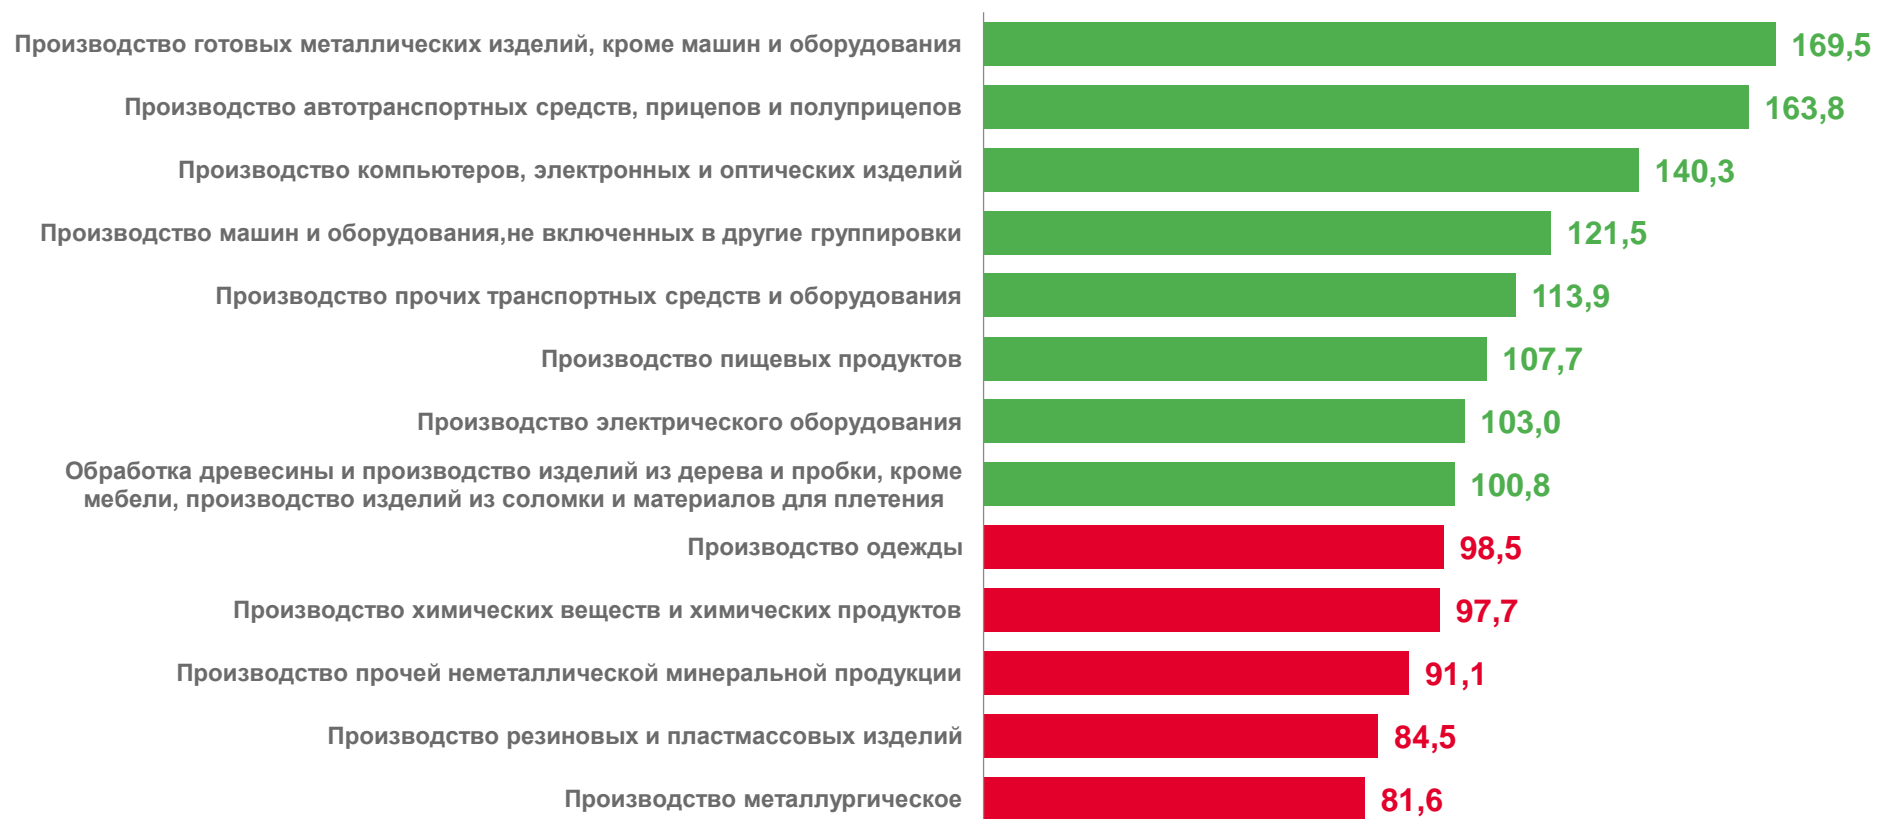 Производство готовых металлических изделий, кроме машин и оборудования 169,5
Производство автотранспортных средств, прицепов и полуприцепов 163,8
Производство компьютеров, электронных и оптических изделий 140,3
Производство машин и оборудования,не включенных в другие группировки 121,5
Производство прочих транспортных средств и оборудования 113,9
Производство пищевых продуктов 107,7
Производство электрического оборудования 103,0
Обработка древесины и производство изделий из дерева и пробки, кроме
мебели, производство изделий из соломки и материалов для плетения 100,8
Производство одежды 98,5
Производство химических веществ и химических продуктов 97,7
Производство прочей неметаллической минеральной продукции 91,1
Производство резиновых и пластмассовых изделий 84,5
Производство металлургическое 81,6